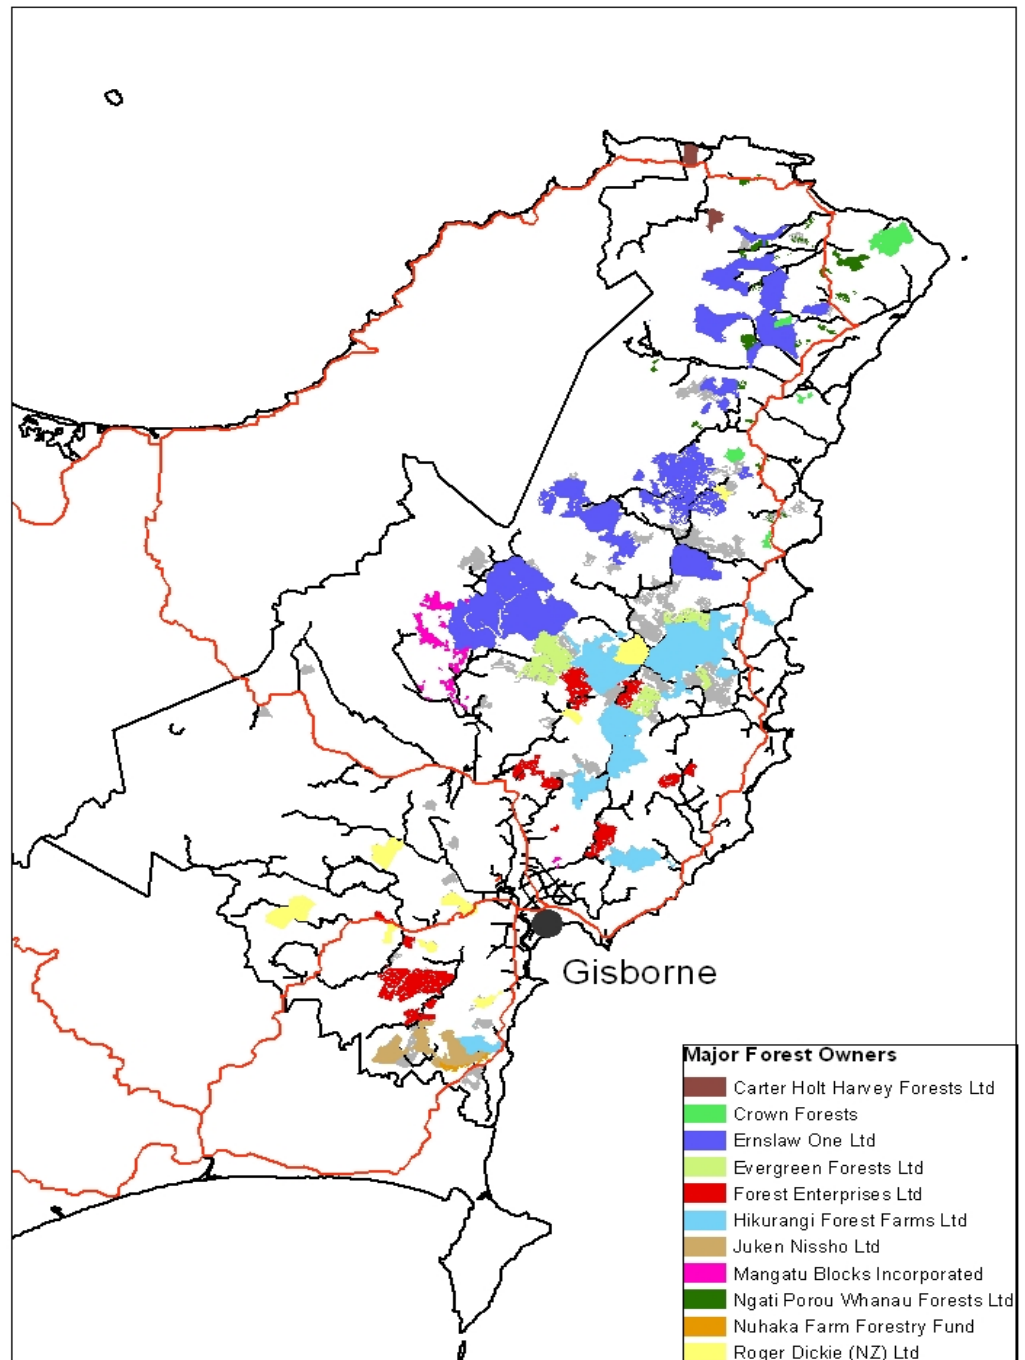 Gisborne
Major Forest Owners
Carter Holt Harvey Forests Ltd
Crown Forests
Ernslaw One Ltd
Evergreen Forests Ltd
Forest Enterprises Ltd
Hikurangi Forest Farms Ltd
Juken Nissho Ltd
Mangatu Blocks Incorporated
Ngati Porou Whanau Forests Ltd
Nuhaka Farm Forestry Fund
Roger Dickie (NZ) Ltd